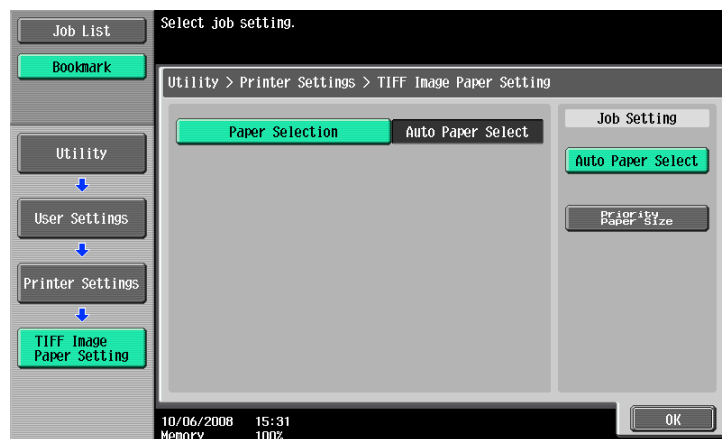 Job List
Bookmark
Utility
User Settings
Printer Settings
TIFF Image
Paper Setting
Select job setting.
Utility > Printer Settings > TIFF Image Paper Setting
Paper Selection
Auto Paper Select
Job Setting
Auto Paper Select
Priority
Paper Size
10/06/2008 15:31
Memory 100%
OK